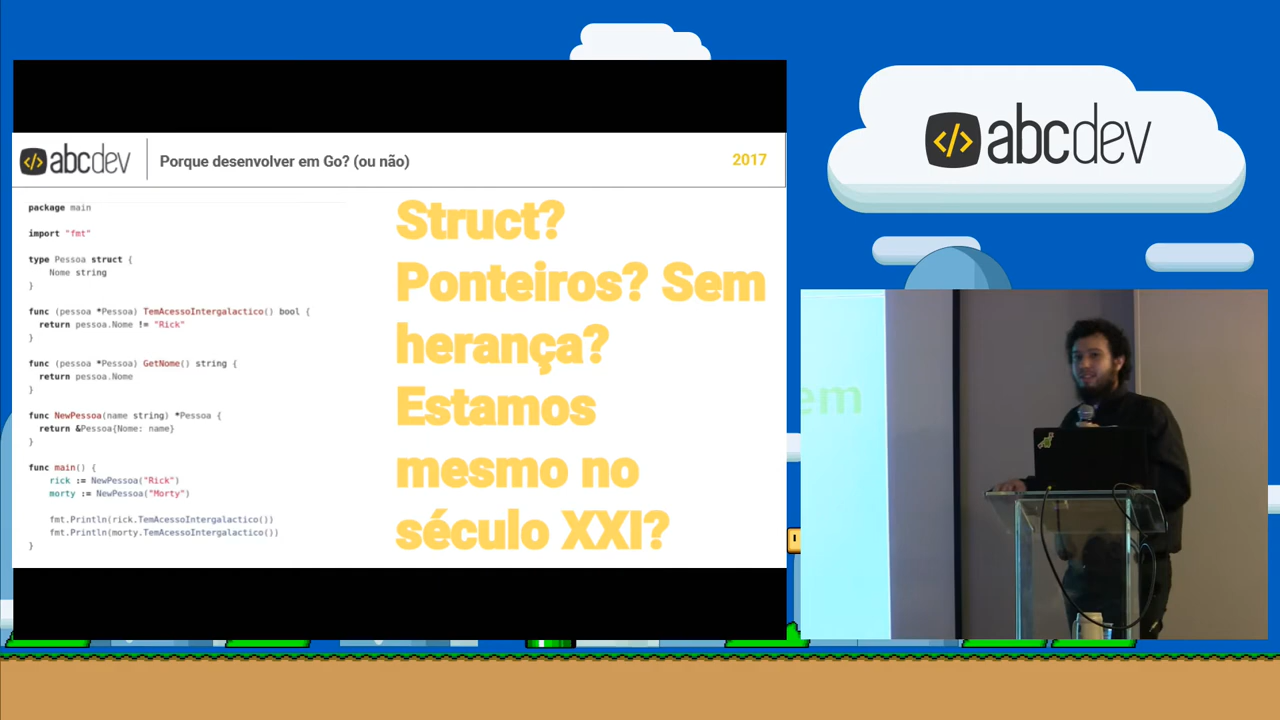 </> abcdev
Porque desenvolver em Go? (ou não)
2017
package main
import "fmt"
type Pessoa struct {
Nome string
}
func (pessoa *Pessoa) TemAcessoIntergalactico() bool {
return pessoa.Nome != "Rick"
}
func (pessoa *Pessoa) GetNome() string {
return pessoa.Nome
}
func NewPessoa(name string) *Pessoa {
return &Pessoa{Nome: name}
}
func main() {
rick := NewPessoa("Rick")
morty := NewPessoa("Morty")
fmt.Println(rick.TemAcessoIntergalactico())
fmt.Println(morty.TemAcessoIntergalactico())
}
Struct?
Ponteiros? Sem
herança?
Estamos
mesmo no
século XXI?
</> abcdev
em